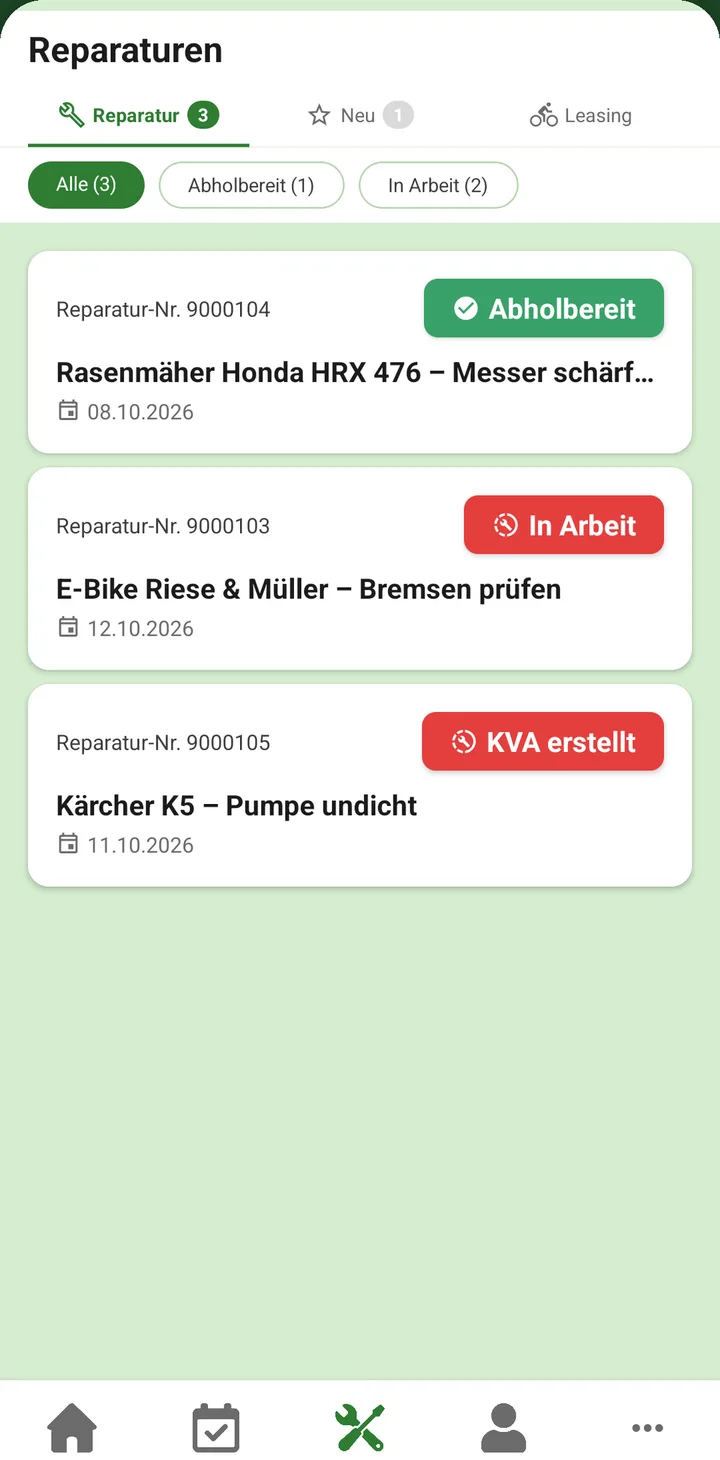 Reparaturen
Reparatur 3 Neu 1 Leasing
Alle (3) Abholbereit (1) In Arbeit (2)
Reparatur-Nr. 9000104 Abholbereit
Rasenmäher Honda HRX 476 – Messer schärf...
08.10.2026
Reparatur-Nr. 9000103 In Arbeit
E-Bike Riese & Müller – Bremsen prüfen
12.10.2026
Reparatur-Nr. 9000105 KVA erstellt
Kärcher K5 – Pumpe undicht
11.10.2026